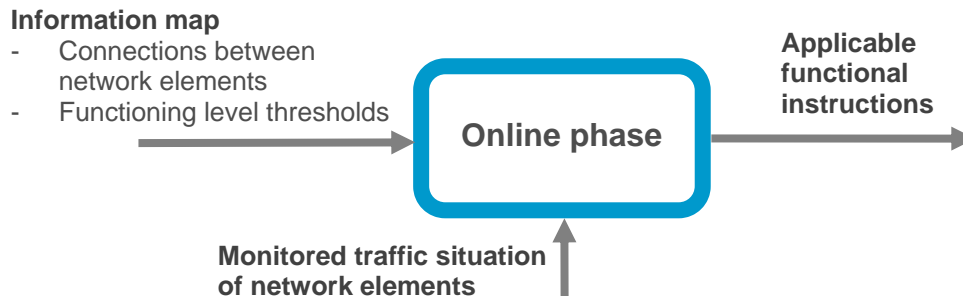 Information map
- Connections between
network elements
- Functioning level thresholds
Online phase
Applicable
functional
instructions
Monitored traffic situation
of network elements